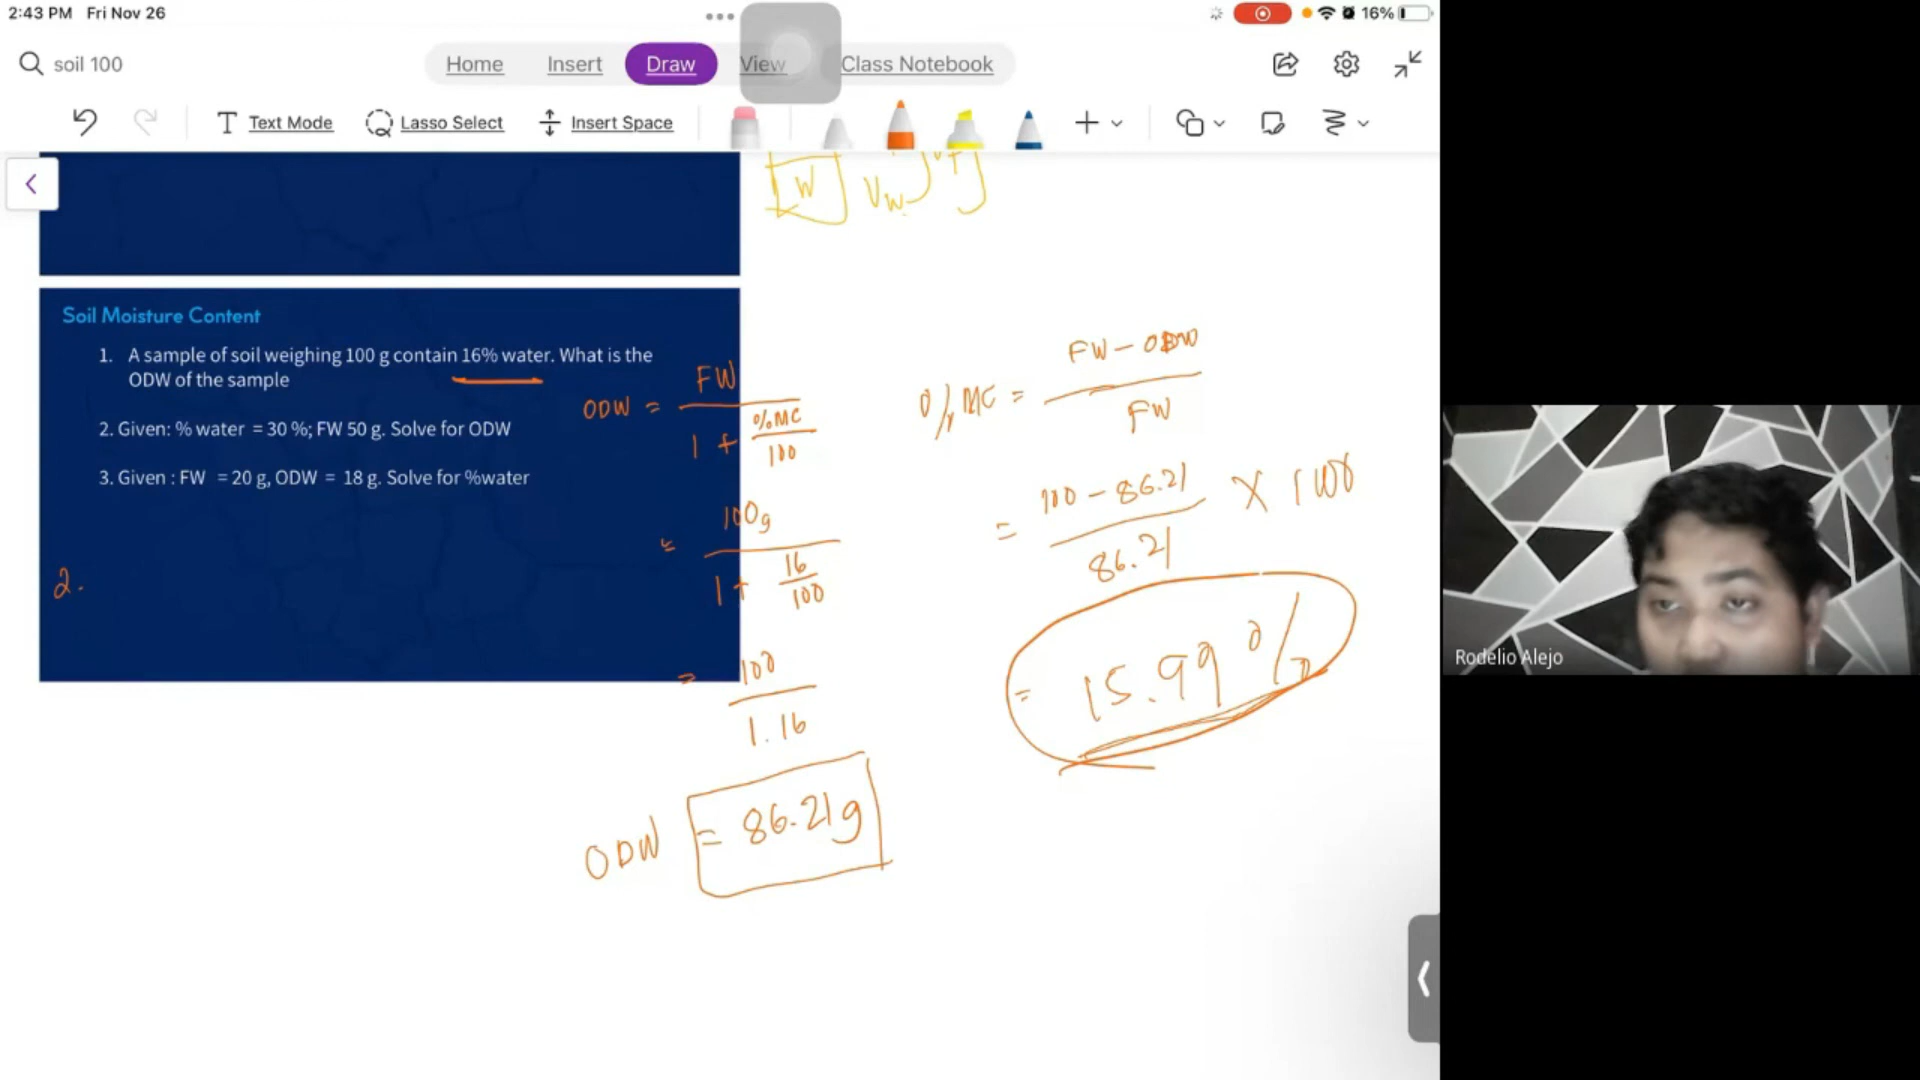 2:43 PM Fri Nov 26
16%
soil 100
Home Insert Draw View Class Notebook
Text Mode Lasso Select Insert Space
W Vw
Soil Moisture Content
1. A sample of soil weighing 100 g contain 16% water. What is the
ODW of the sample
2. Given: % water = 30 %; FW 50 g. Solve for ODW
3. Given : FW = 20 g, ODW = 18 g. Solve for %water
2.
ODW = FW
1 + %MC
100
= 100g
1 + 16
100
= 100
1.16
ODW = 86.21g
% MC = FW - ODW
FW
= 100 - 86.21 X 100
86.21
= 15.99 %
Rodelio Alejo